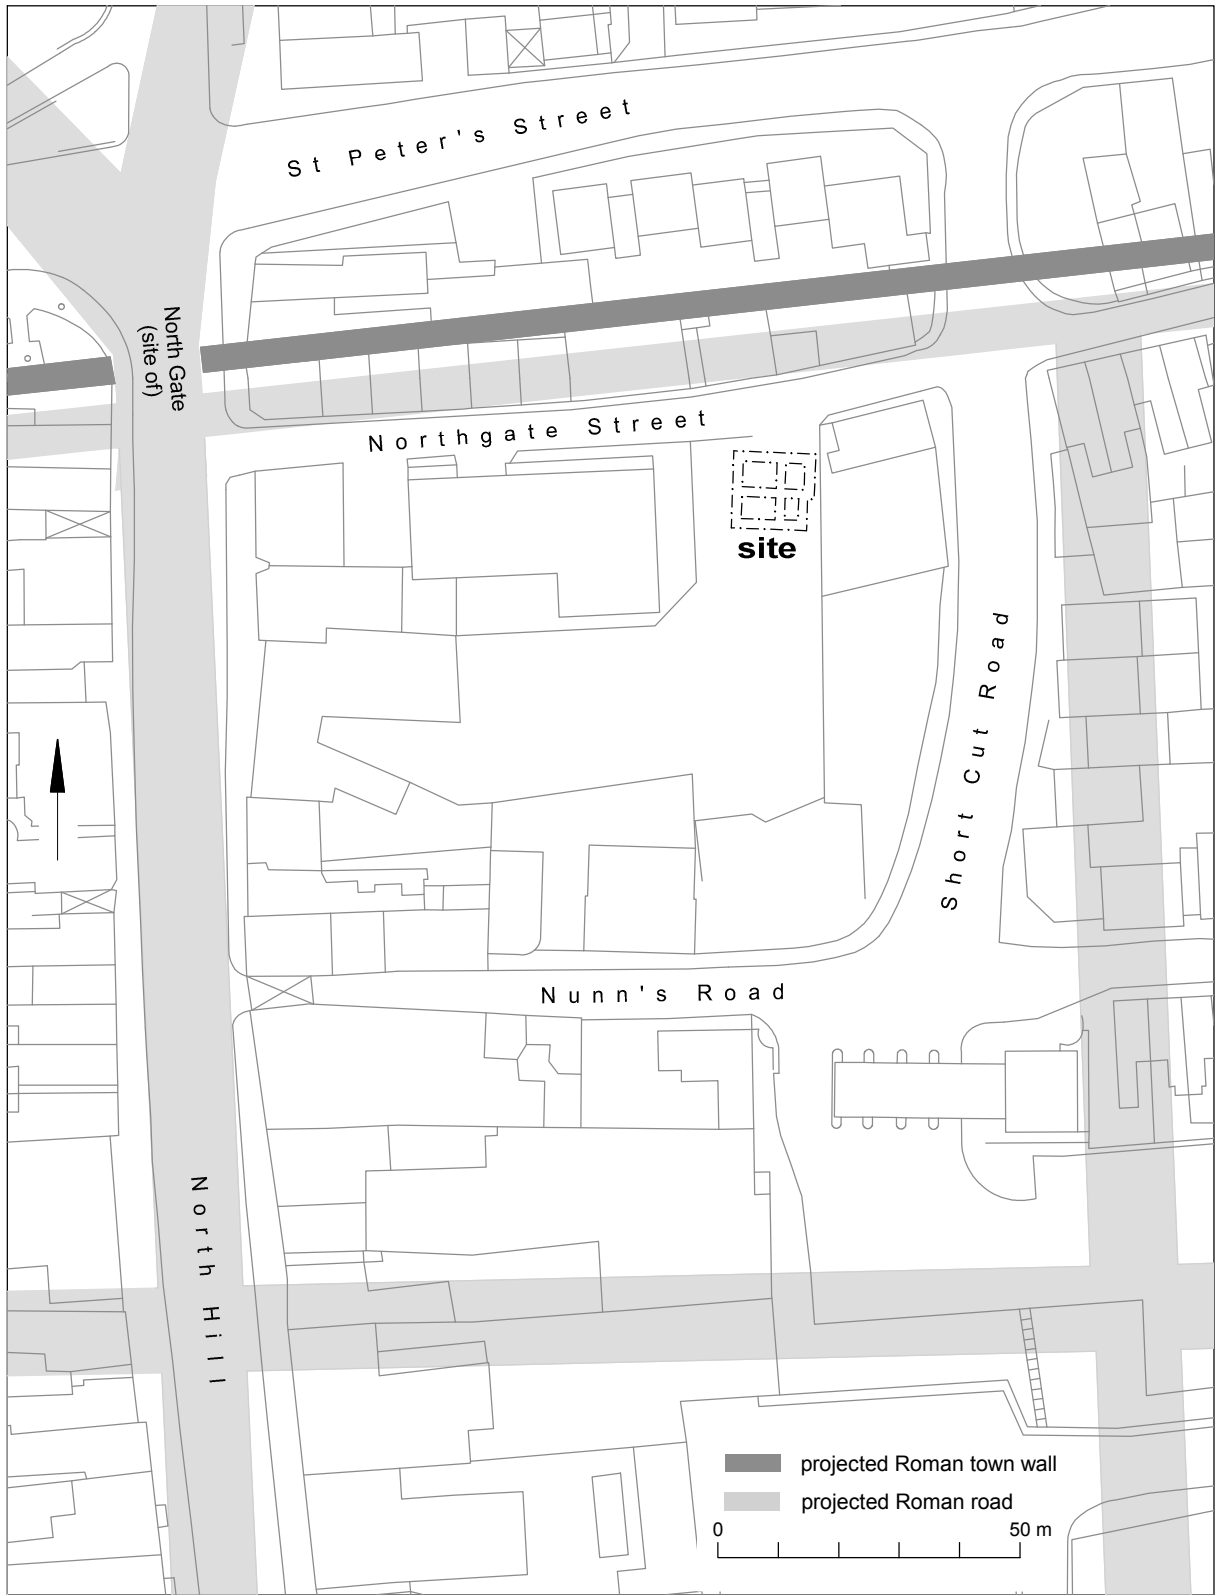 St Peter's Street
North Gate
(site of)
Northgate Street
site
Short Cut Road
Nunn's Road
North Hill
projected Roman town wall
projected Roman road
0 50 m